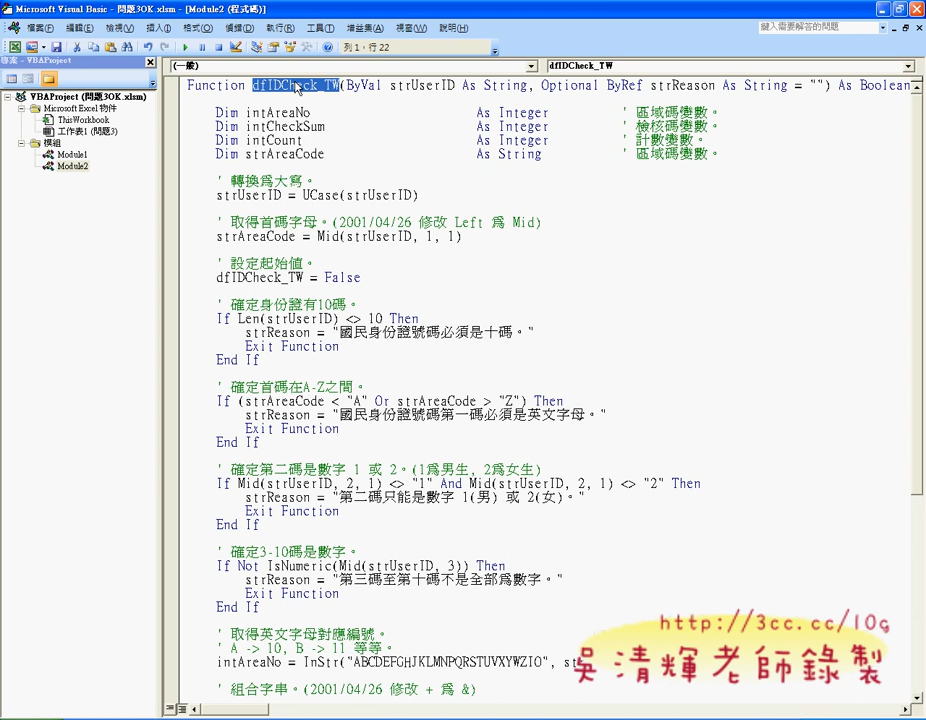 Microsoft Visual Basic - 問題3OK.xlsm - [Module2 (程式碼)]
檔案(F) 編輯(E) 檢視(V) 插入(I) 格式(O) 偵錯(D) 執行(R) 工具(T) 增益集(A) 視窗(W) 說明(H)
鍵入需要解答的問題
列 1，行 22
專案 - VBAProject
(一般)
dfIDCheck_TW
VBAProject (問題3OK.xlsm)
Microsoft Excel 物件
ThisWorkbook
工作表1 (問題3)
模組
Module1
Module2
Function dfIDCheck_TW(ByVal strUserID As String, Optional ByRef strReason As String = "") As Boolean
Dim intAreaNo As Integer ' 區域碼變數。
Dim intCheckSum As Integer ' 檢核碼變數。
Dim intCount As Integer ' 計數變數。
Dim strAreaCode As String ' 區域碼變數。
' 轉換為大寫。
strUserID = UCase(strUserID)
' 取得首碼字母。(2001/04/26 修改 Left 為 Mid)
strAreaCode = Mid(strUserID, 1, 1)
' 設定起始值。
dfIDCheck_TW = False
' 確定身份證有10碼。
If Len(strUserID) <> 10 Then
strReason = "國民身份證號碼必須是十碼。"
Exit Function
End If
' 確定首碼在A-Z之間。
If (strAreaCode < "A" Or strAreaCode > "Z") Then
strReason = "國民身份證號碼第一碼必須是英文字母。"
Exit Function
End If
' 確定第二碼是數字 1 或 2。(1為男生, 2為女生)
If Mid(strUserID, 2, 1) <> "1" And Mid(strUserID, 2, 1) <> "2" Then
strReason = "第二碼只能是數字 1(男) 或 2(女)。"
Exit Function
End If
' 確定3-10碼是數字。
If Not IsNumeric(Mid(strUserID, 3)) Then
strReason = "第三碼至第十碼不是全部為數字。"
Exit Function
End If
' 取得英文字母對應編號。
' A -> 10, B -> 11 等等。
intAreaNo = InStr("ABCDEFGHJKLMNPQRSTUVXYWZIO", st
' 組合字串。(2001/04/26 修改 + 為 &)
http://3cc.cc/10g
吳清輝老師錄製